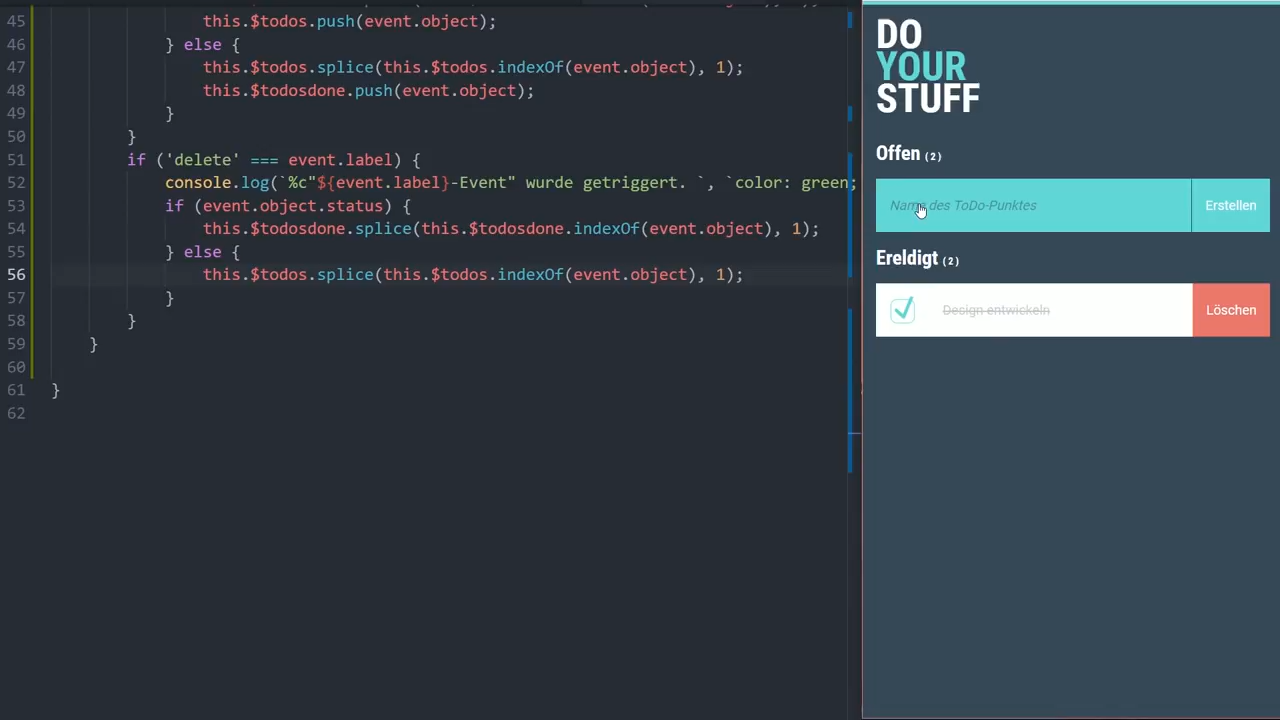 45 this.$todos.push(event.object);
46 } else {
47 this.$todos.splice(this.$todos.indexOf(event.object), 1);
48 this.$todosdone.push(event.object);
49 }
50 }
51 if ('delete' === event.label) {
52 console.log(`%c"${event.label}-Event" wurde getriggert. `, `color: green;
53 if (event.object.status) {
54 this.$todosdone.splice(this.$todosdone.indexOf(event.object), 1);
55 } else {
56 this.$todos.splice(this.$todos.indexOf(event.object), 1);
57 }
58 }
59 }
60
61 }
62
DO
YOUR
STUFF
Offen (2)
Name des ToDo-Punktes
Erstellen
Ereldigt (2)
Design entwickeln
Löschen